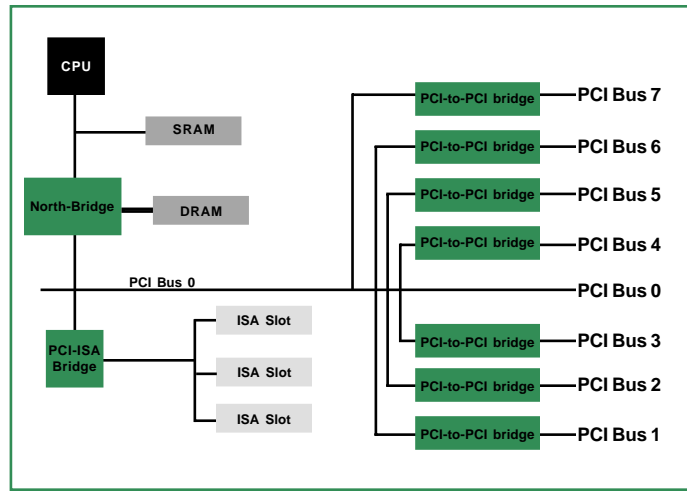 CPU
SRAM
North-Bridge
DRAM
PCI Bus 0
PCI-ISA
Bridge
ISA Slot
ISA Slot
ISA Slot
PCI-to-PCI bridge PCI Bus 7
PCI-to-PCI bridge PCI Bus 6
PCI-to-PCI bridge PCI Bus 5
PCI-to-PCI bridge PCI Bus 4
PCI Bus 0
PCI-to-PCI bridge PCI Bus 3
PCI-to-PCI bridge PCI Bus 2
PCI-to-PCI bridge PCI Bus 1